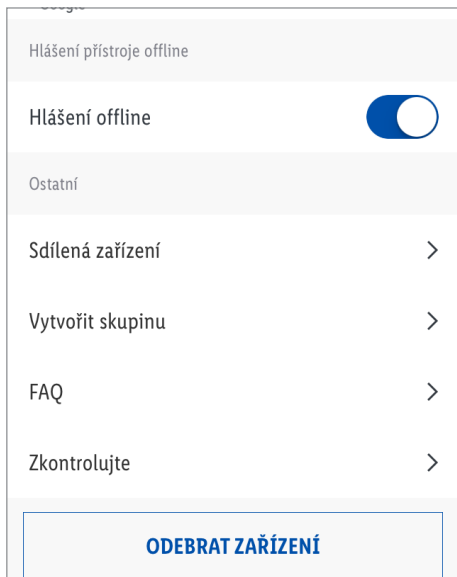 Hlášení přístroje offline
Hlášení offline
Ostatní
Sdílená zařízení
Vytvořit skupinu
FAQ
Zkontrolujte
ODEBRAT ZAŘÍZENÍ